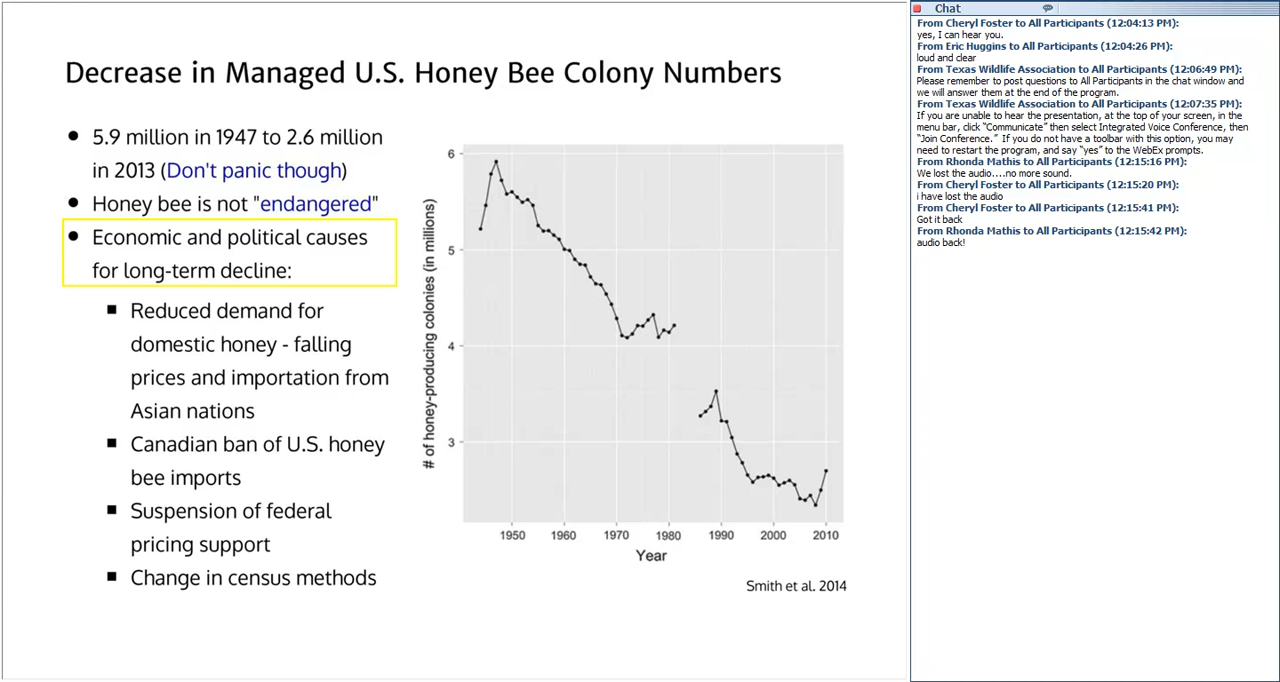 Decrease in Managed U.S. Honey Bee Colony Numbers
5.9 million in 1947 to 2.6 million
in 2013 (Don't panic though)
Honey bee is not "endangered"
Economic and political causes
for long-term decline:
Reduced demand for
domestic honey - falling
prices and importation from
Asian nations
Canadian ban of U.S. honey
bee imports
Suspension of federal
pricing support
Change in census methods
# of honey-producing colonies (in millions)
6
5
4
3
1950 1960 1970 1980 1990 2000 2010
Year
Smith et al. 2014
Chat
From Cheryl Foster to All Participants (12:04:13 PM):
yes, I can hear you.
From Eric Huggins to All Participants (12:04:26 PM):
loud and clear
From Texas Wildlife Association to All Participants (12:06:49 PM):
Please remember to post questions to All Participants in the chat window and
we will answer them at the end of the program.
From Texas Wildlife Association to All Participants (12:07:35 PM):
If you are unable to hear the presentation, at the top of your screen, in the
menu bar, click "Communicate" then select Integrated Voice Conference, then
"Join Conference." If you do not have a toolbar with this option, you may
need to restart the program, and say "yes" to the WebEx prompts.
From Rhonda Mathis to All Participants (12:15:16 PM):
We lost the audio....no more sound.
From Cheryl Foster to All Participants (12:15:20 PM):
i have lost the audio
From Cheryl Foster to All Participants (12:15:41 PM):
Got it back
From Rhonda Mathis to All Participants (12:15:42 PM):
audio back!